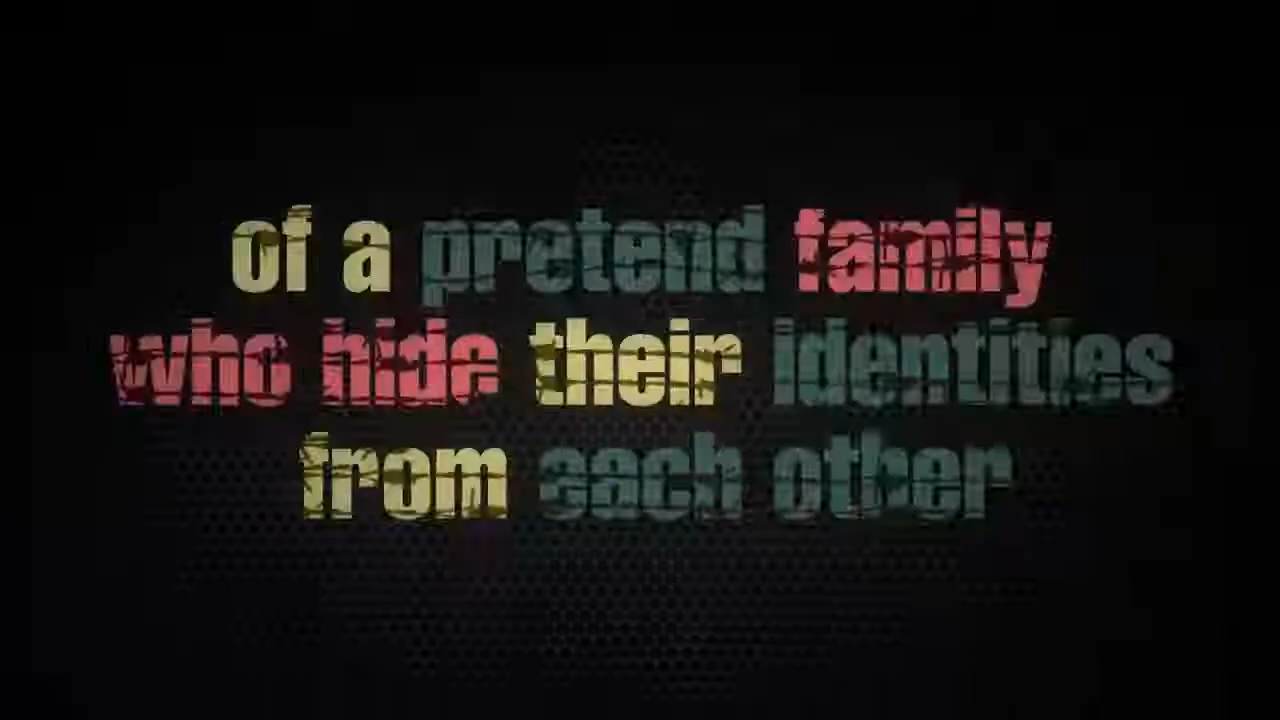 of a pretend family
who hide their identities
from each other